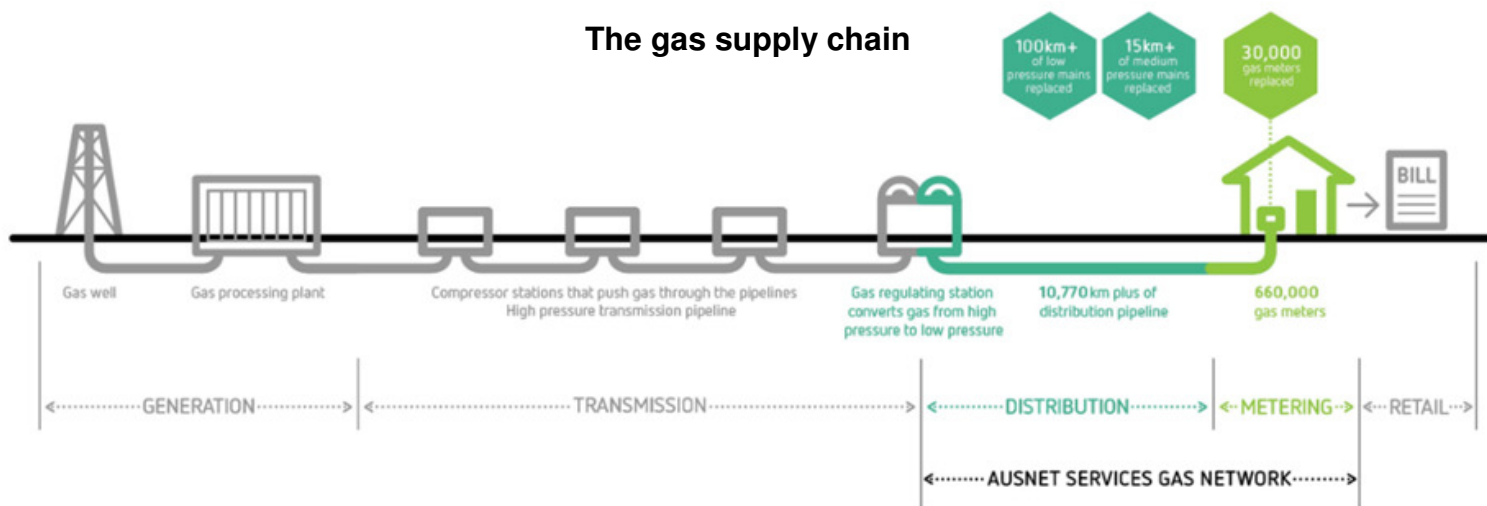 The gas supply chain
100km+
of low
pressure mains
replaced
15km+
of medium
pressure mains
replaced
30,000
gas meters
replaced
BILL
Gas well
Gas processing plant
Compressor stations that push gas through the pipelines
High pressure transmission pipeline
Gas regulating station
converts gas from high
pressure to low pressure
10,770 km plus of
distribution pipeline
660,000
gas meters
GENERATION
TRANSMISSION
DISTRIBUTION
METERING
RETAIL
AUSNET SERVICES GAS NETWORK